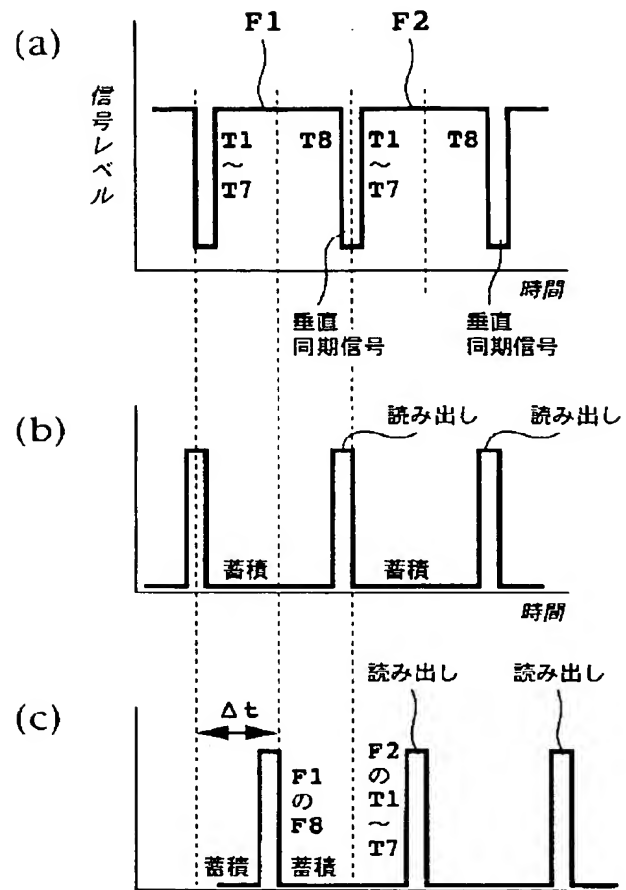 (a)
F1
F2
信号レベル
T1
~
T7
T8
T1
~
T7
T8
時間
垂直
同期信号
垂直
同期信号
(b)
読み出し
読み出し
蓄積
蓄積
時間
(c)
Δt
読み出し
読み出し
F1
の
F8
F2
の
T1
~
T7
蓄積
蓄積